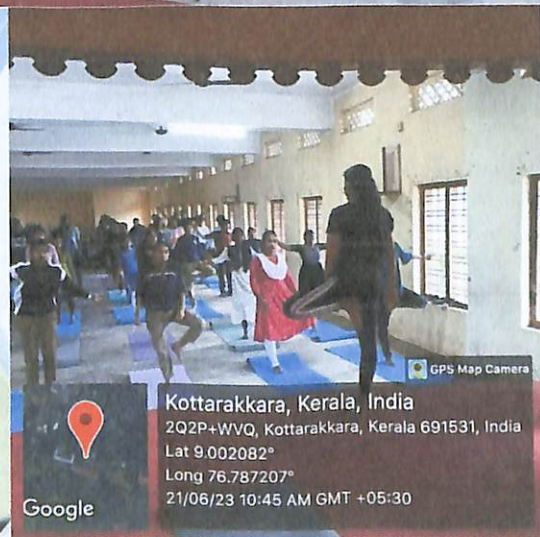 GPS Map Camera
Kottarakkara, Kerala, India
2Q2P+WVQ, Kottarakkara, Kerala 691531, India
Lat 9.002082°
Long 76.787207°
21/06/23 10:45 AM GMT +05:30
Google